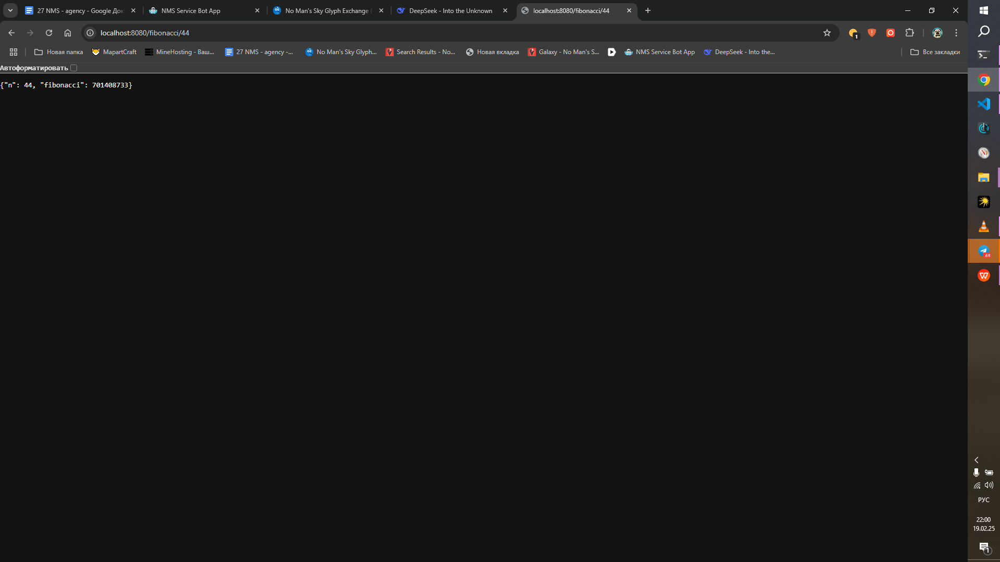 27 NMS - agency - Google Док
NMS Service Bot App
No Man's Sky Glyph Exchange (
DeepSeek - Into the Unknown
localhost:8080/fibonacci/44
localhost:8080/fibonacci/44
1
Новая папка
MapartCraft
MineHosting - Ваш...
27 NMS - agency -...
No Man's Sky Glyph...
Search Results - No...
Новая вкладка
Galaxy - No Man's S...
NMS Service Bot App
DeepSeek - Into the...
Все закладки
Автоформатировать
{"n": 44, "fibonacci": 701408733}
..68
РУС
22:00
19.02.25
1